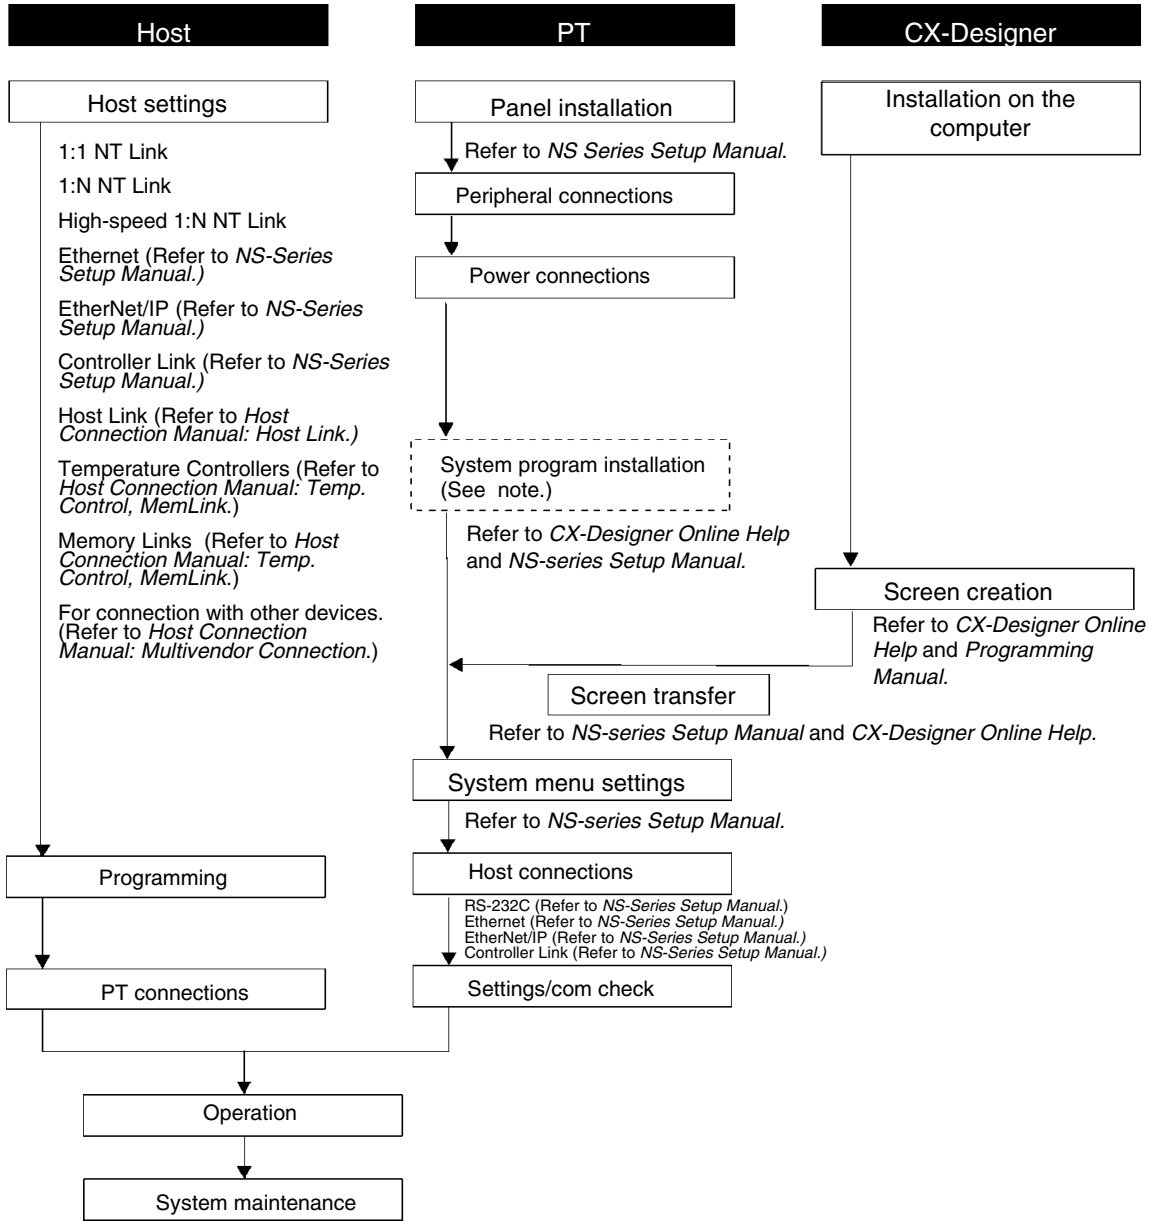 Host
PT
CX-Designer
Host settings
1:1 NT Link
1:N NT Link
High-speed 1:N NT Link
Ethernet (Refer to NS-Series
Setup Manual.)
EtherNet/IP (Refer to NS-Series
Setup Manual.)
Controller Link (Refer to NS-Series
Setup Manual.)
Host Link (Refer to Host
Connection Manual: Host Link.)
Temperature Controllers (Refer to
Host Connection Manual: Temp.
Control, MemLink.)
Memory Links (Refer to Host
Connection Manual: Temp.
Control, MemLink.)
For connection with other devices.
(Refer to Host Connection
Manual: Multivendor Connection.)
Programming
PT connections
Panel installation
Refer to NS Series Setup Manual.
Peripheral connections
Power connections
System program installation
(See note.)
Refer to CX-Designer Online Help
and NS-series Setup Manual.
Installation on the
computer
Screen creation
Refer to CX-Designer Online
Help and Programming
Manual.
Screen transfer
Refer to NS-series Setup Manual and CX-Designer Online Help.
System menu settings
Refer to NS-series Setup Manual.
Host connections
RS-232C (Refer to NS-Series Setup Manual.)
Ethernet (Refer to NS-Series Setup Manual.)
EtherNet/IP (Refer to NS-Series Setup Manual.)
Controller Link (Refer to NS-Series Setup Manual.)
Settings/com check
Operation
System maintenance